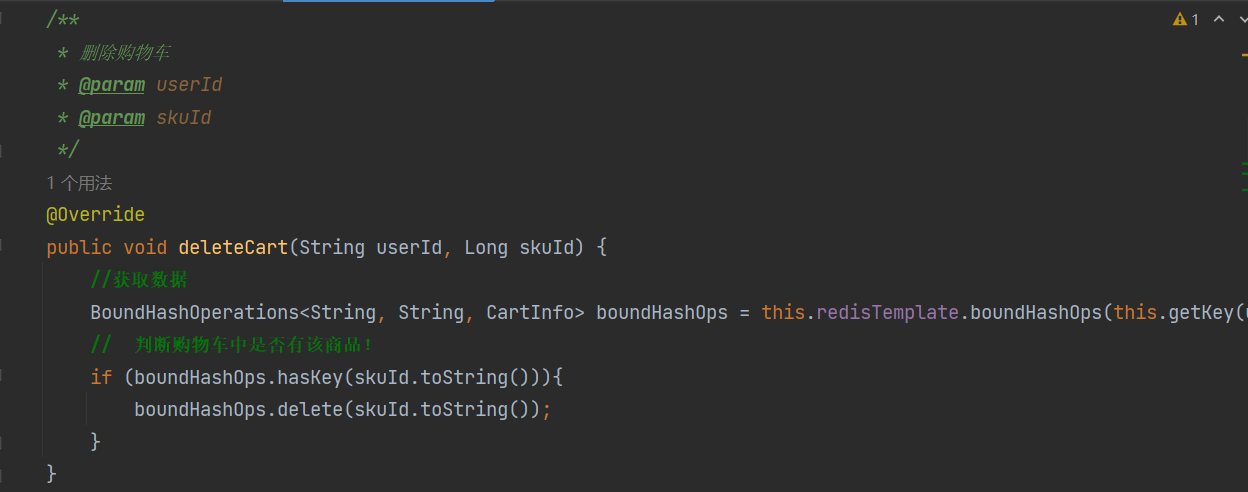 /**
 * 删除购物车
 * @param userId
 * @param skuId
 */
1 个用法
@Override
public void deleteCart(String userId, Long skuId) {
    //获取数据
    BoundHashOperations<String, String, CartInfo> boundHashOps = this.redisTemplate.boundHashOps(this.getKey(
    //  判断购物车中是否有该商品!
    if (boundHashOps.hasKey(skuId.toString())){
        boundHashOps.delete(skuId.toString());
    }
}
1